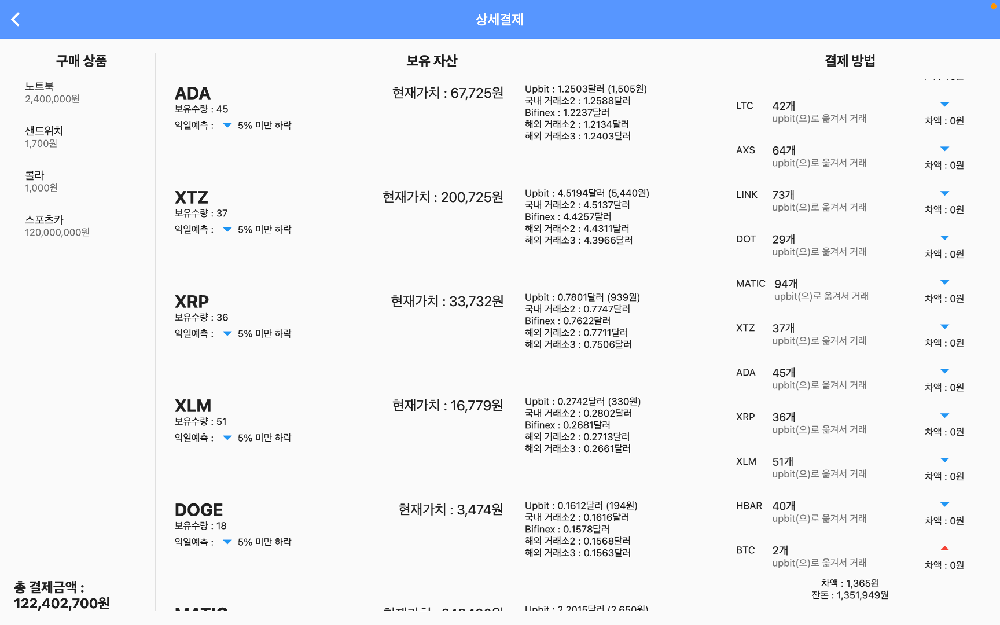 상세결제
구매 상품
노트북
2,400,000원
샌드위치
1,700원
콜라
1,000원
스포츠카
120,000,000원
총 결제금액 :
122,402,700원
보유 자산
ADA
보유수량 : 45
익일예측 : 5% 미만 하락
현재가치 : 67,725원
Upbit : 1.2503달러 (1,505원)
국내 거래소2 : 1.2588달러
Bifinex : 1.2237달러
해외 거래소2 : 1.2134달러
해외 거래소3 : 1.2403달러
XTZ
보유수량 : 37
익일예측 : 5% 미만 하락
현재가치 : 200,725원
Upbit : 4.5194달러 (5,440원)
국내 거래소2 : 4.5137달러
Bifinex : 4.4257달러
해외 거래소2 : 4.4311달러
해외 거래소3 : 4.3966달러
XRP
보유수량 : 36
익일예측 : 5% 미만 하락
현재가치 : 33,732원
Upbit : 0.7801달러 (939원)
국내 거래소2 : 0.7747달러
Bifinex : 0.7622달러
해외 거래소2 : 0.7711달러
해외 거래소3 : 0.7506달러
XLM
보유수량 : 51
익일예측 : 5% 미만 하락
현재가치 : 16,779원
Upbit : 0.2742달러 (330원)
국내 거래소2 : 0.2802달러
Bifinex : 0.2681달러
해외 거래소2 : 0.2713달러
해외 거래소3 : 0.2661달러
DOGE
보유수량 : 18
익일예측 : 5% 미만 하락
현재가치 : 3,474원
Upbit : 0.1612달러 (194원)
국내 거래소2 : 0.1616달러
Bifinex : 0.1578달러
해외 거래소2 : 0.1568달러
해외 거래소3 : 0.1563달러
MATIC
현재가치 :
Upbit : 2.2015달러 (2,650원)
결제 방법
LTC 42개
upbit(으)로 옮겨서 거래
차액 : 0원
AXS 64개
upbit(으)로 옮겨서 거래
차액 : 0원
LINK 73개
upbit(으)로 옮겨서 거래
차액 : 0원
DOT 29개
upbit(으)로 옮겨서 거래
차액 : 0원
MATIC 94개
upbit(으)로 옮겨서 거래
차액 : 0원
XTZ 37개
upbit(으)로 옮겨서 거래
차액 : 0원
ADA 45개
upbit(으)로 옮겨서 거래
차액 : 0원
XRP 36개
upbit(으)로 옮겨서 거래
차액 : 0원
XLM 51개
upbit(으)로 옮겨서 거래
차액 : 0원
HBAR 40개
upbit(으)로 옮겨서 거래
차액 : 0원
BTC 2개
upbit(으)로 옮겨서 거래
차액 : 0원
차액 : 1,365원
잔돈 : 1,351,949원